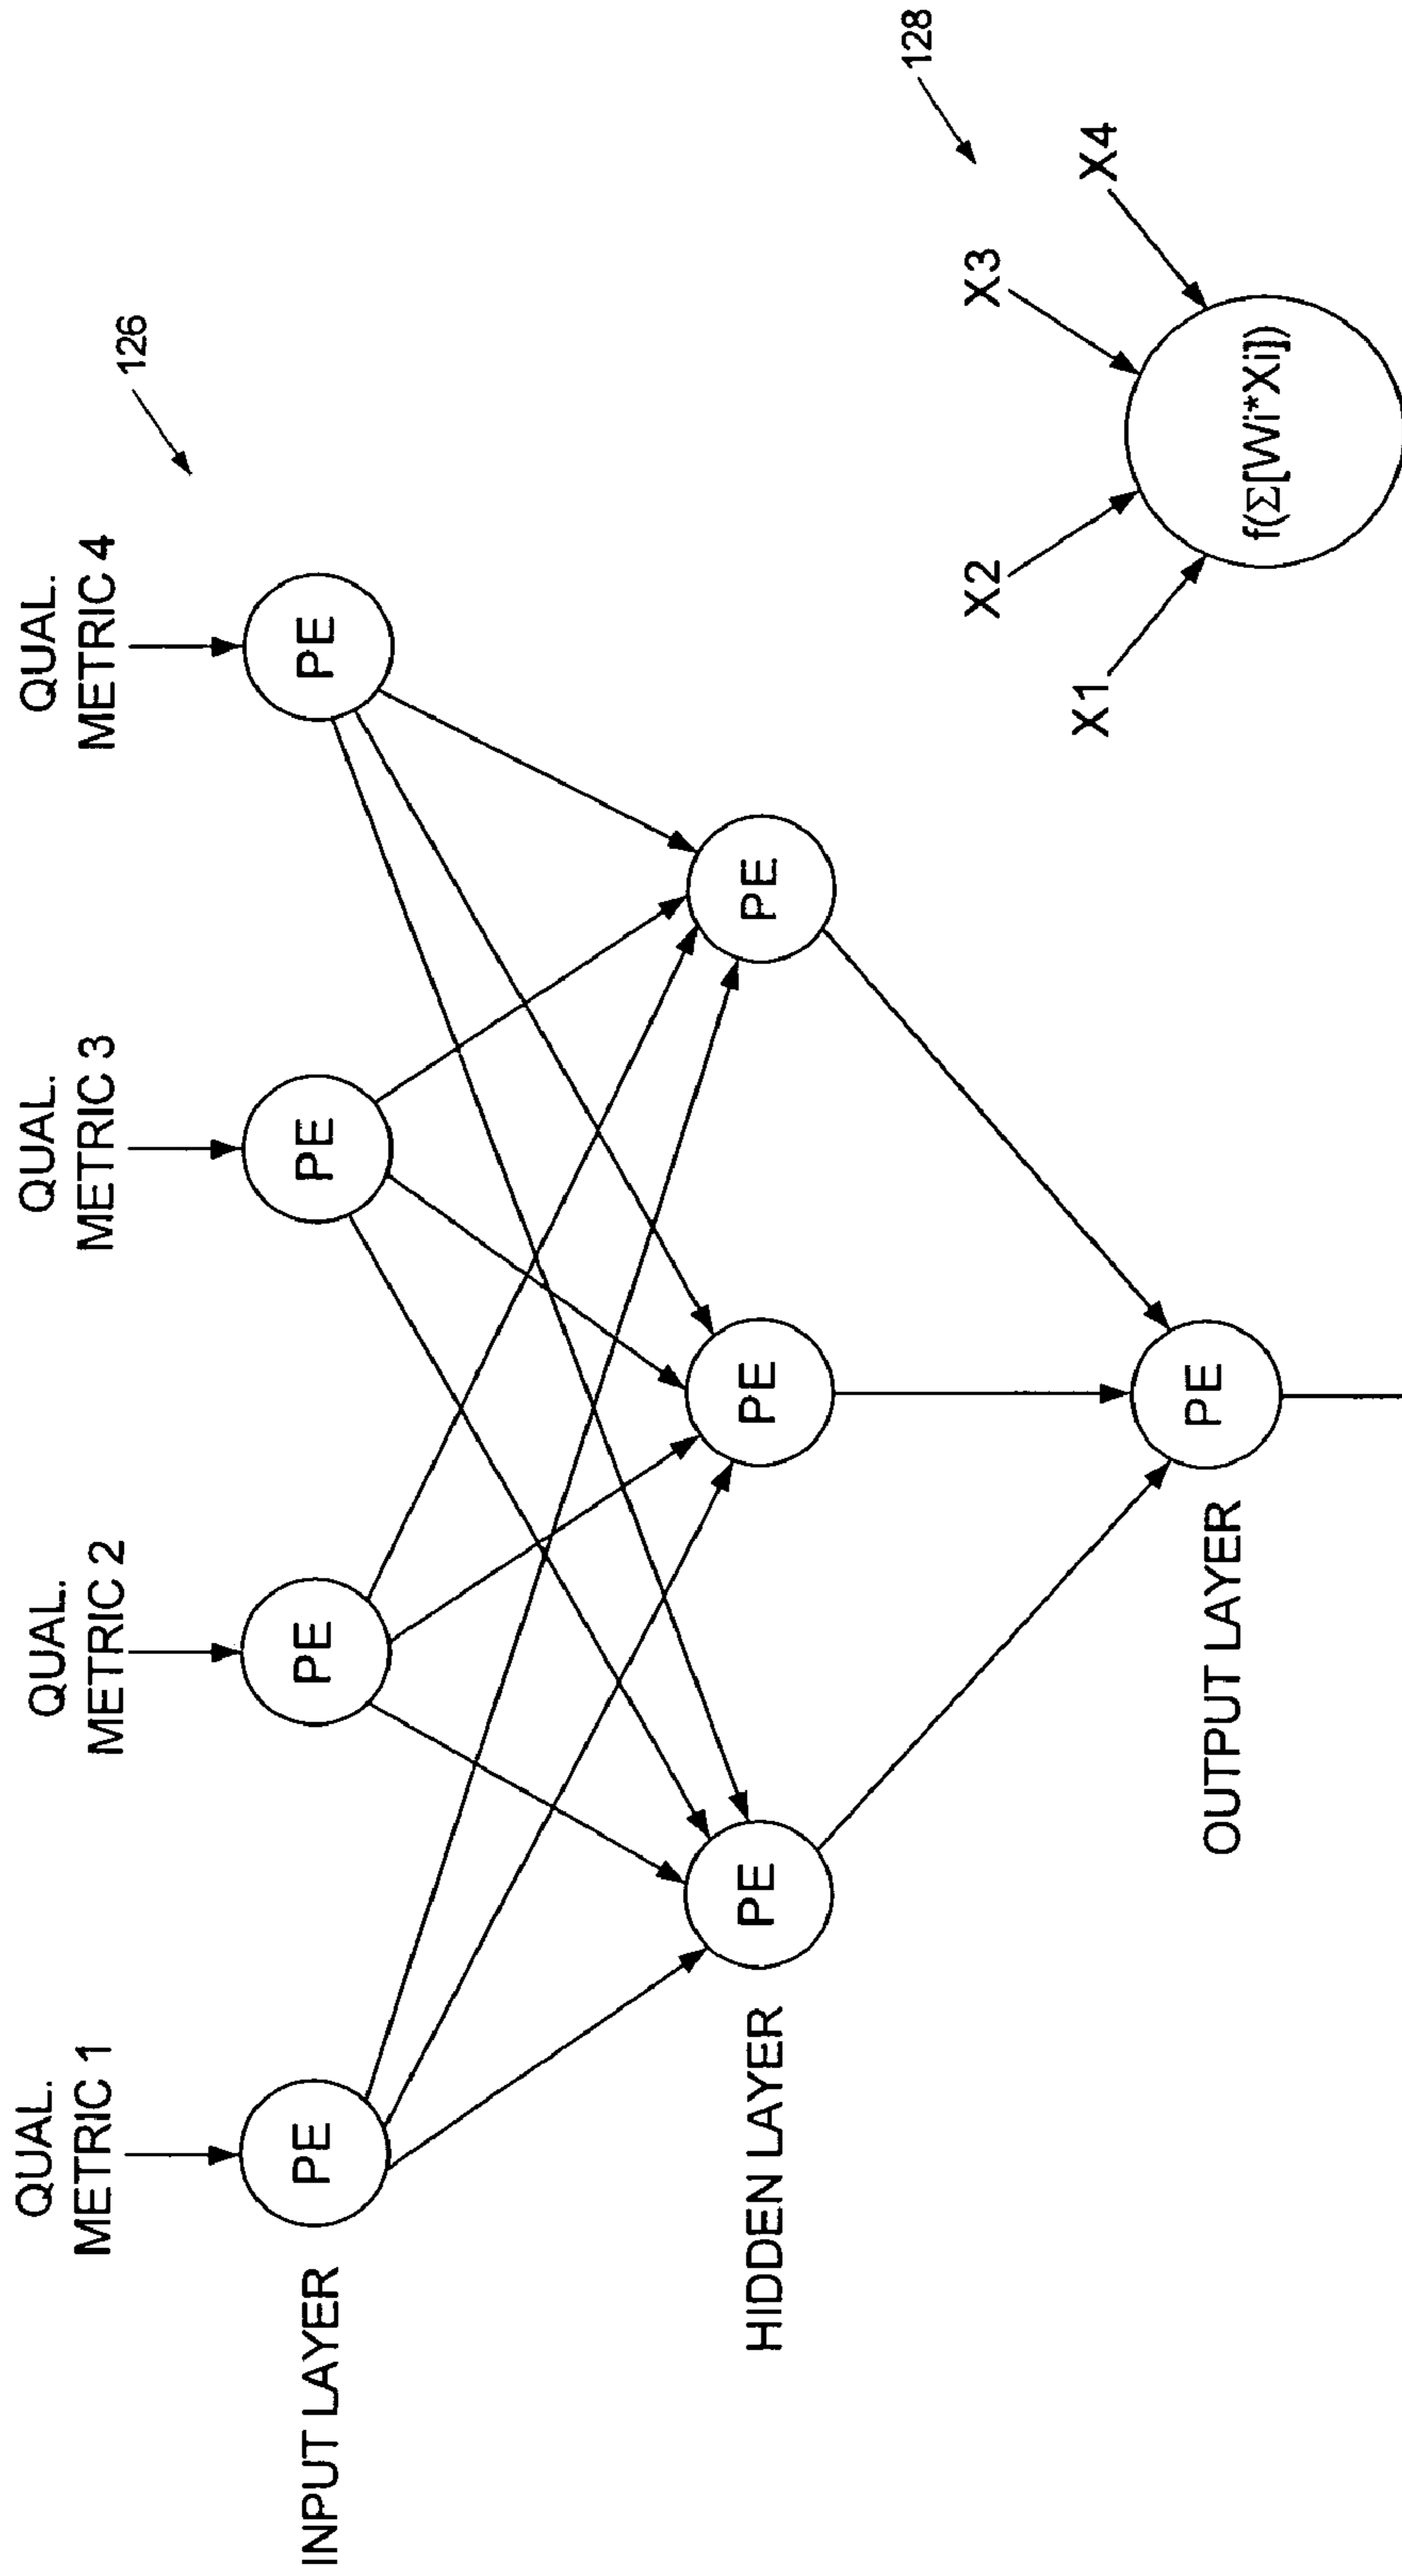 QUAL.
METRIC 1
QUAL.
METRIC 2
QUAL.
METRIC 3
QUAL.
METRIC 4
126
INPUT LAYER
PE
PE
PE
PE
HIDDEN LAYER
PE
PE
PE
128
X1
X2
X3
X4
f(Σ[Wi*Xi])
OUTPUT LAYER
PE